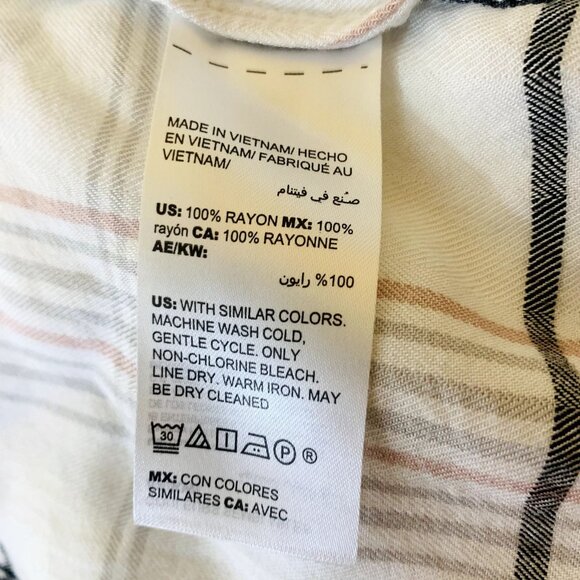 MADE IN VIETNAM/ HECHO
EN VIETNAM/ FABRIQUÉ AU
VIETNAM/
صنع في فيتنام
US: 100% RAYON MX: 100%
rayón CA: 100% RAYONNE
AE/KW:
100% رايون
US: WITH SIMILAR COLORS.
MACHINE WASH COLD,
GENTLE CYCLE. ONLY
NON-CHLORINE BLEACH.
LINE DRY. WARM IRON. MAY
BE DRY CLEANED
30 P ®
MX: CON COLORES
SIMILARES CA: AVEC